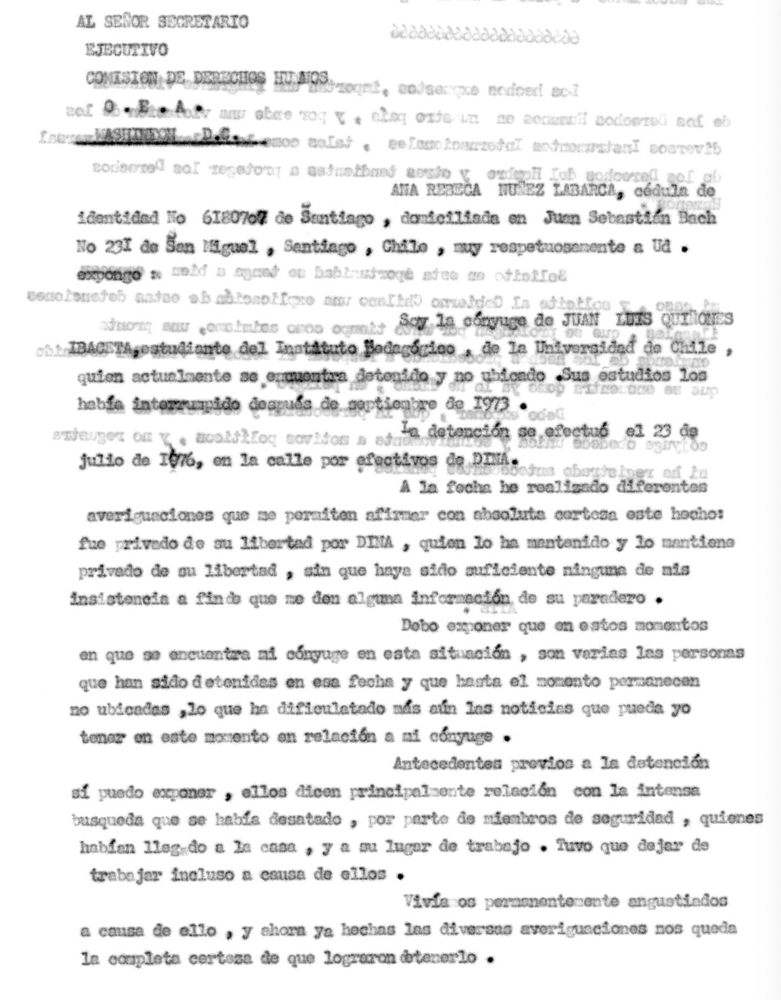 AL SEÑOR SECRETARIO
EJECUTIVO
COMISION DE DERECHOS HUMANOS
O . E . A .
WASHINTON D.C.
ANA REBECA NUÑEZ LABARCA, cédula de
identidad No 6180707 de Santiago , domiciliada en Juan Sebastián Bach
No 23I de San Miguel , Santiago , Chile , muy respetuosamente a Ud .
expongo :
Soy la cónyuge de JUAN LUIS QUIÑONES
IBACETA,estudiante del Instituto Pedagógico , de la Universidad de Chile ,
quien actualmente se encuentra detenido y no ubicado .Sus estudios los
había interrumpido después de septiembre de I973 .
La detención se efectuó el 23 de
julio de I976, en la calle por efectivos de DINA.
A la fecha he realizado diferentes
averiguaciones que me permiten afirmar con absoluta certeza este hecho:
fue privado de su libertad por DINA , quien lo ha mantenido y lo mantiene
privado de su libertad , sin que haya sido suficiente ninguna de mis
insistencia a finde que me den alguna información de su paradero .
Debo exponer que en estos momentos
en que se encuentra mi cónyuge en esta situación , son varias las personas
que han sido detenidas en esa fecha y que hasta el momento permanecen
no ubicadas ,lo que ha dificulatado más aún las noticias que pueda yo
tener en este momento en relación a mi cónyuge .
Antecedentes previos a la detención
sí puedo exponer , ellos dicen principalmente relación con la intensa
busqueda que se había desatado , por parte de miembros de seguridad , quienes
habían llegado a la casa , y a su lugar de trabajo . Tuvo que dejar de
trabajar incluso a causa de ellos .
Vivíamos permanentemente angustiados
a causa de ello , y ahora ya hechas las diversas averiguaciones nos queda
la completa certeza de que lograron detenerlo .